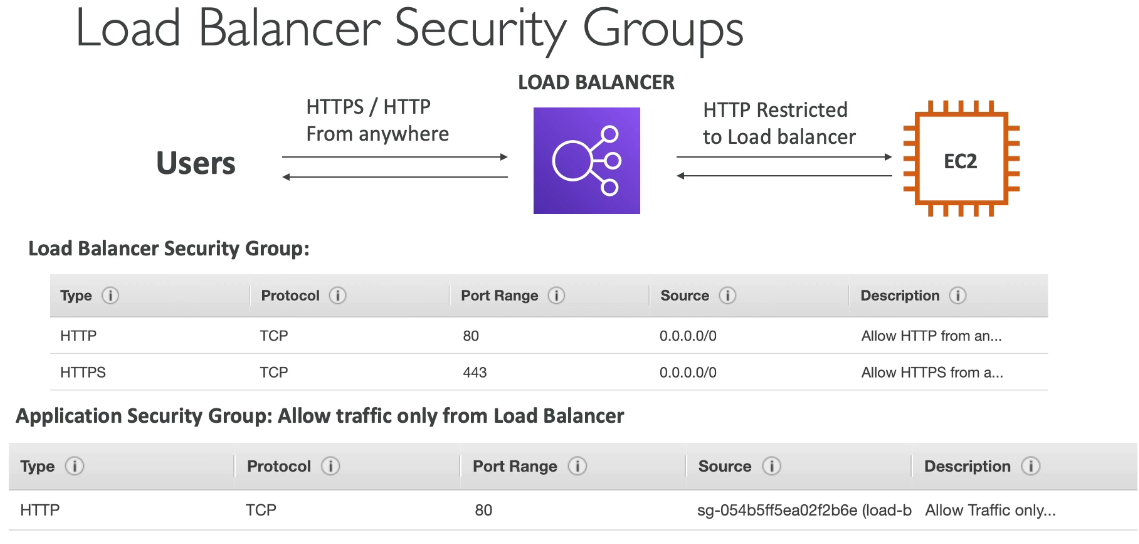 Load Balancer Security Groups
LOAD BALANCER
HTTPS / HTTP
From anywhere
HTTP Restricted
to Load balancer
Users
EC2
Load Balancer Security Group:
Type i Protocol i Port Range i Source i Description i
HTTP TCP 80 0.0.0.0/0 Allow HTTP from an...
HTTPS TCP 443 0.0.0.0/0 Allow HTTPS from a...
Application Security Group: Allow traffic only from Load Balancer
Type i Protocol i Port Range i Source i Description i
HTTP TCP 80 sg-054b5ff5ea02f2b6e (load-b Allow Traffic only...